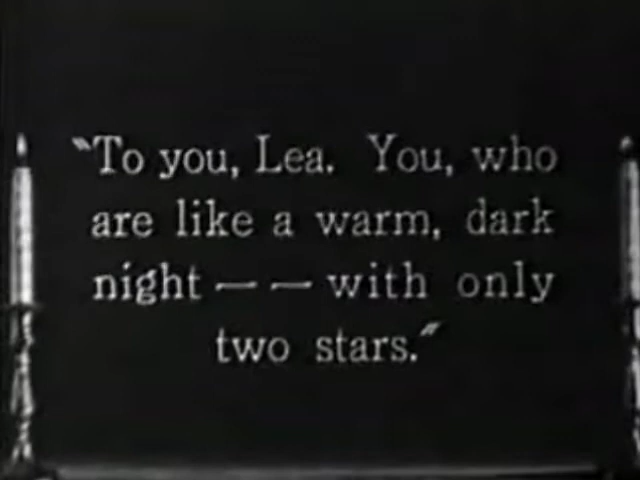 "To you, Lea. You, who
are like a warm, dark
night — — with only
two stars."